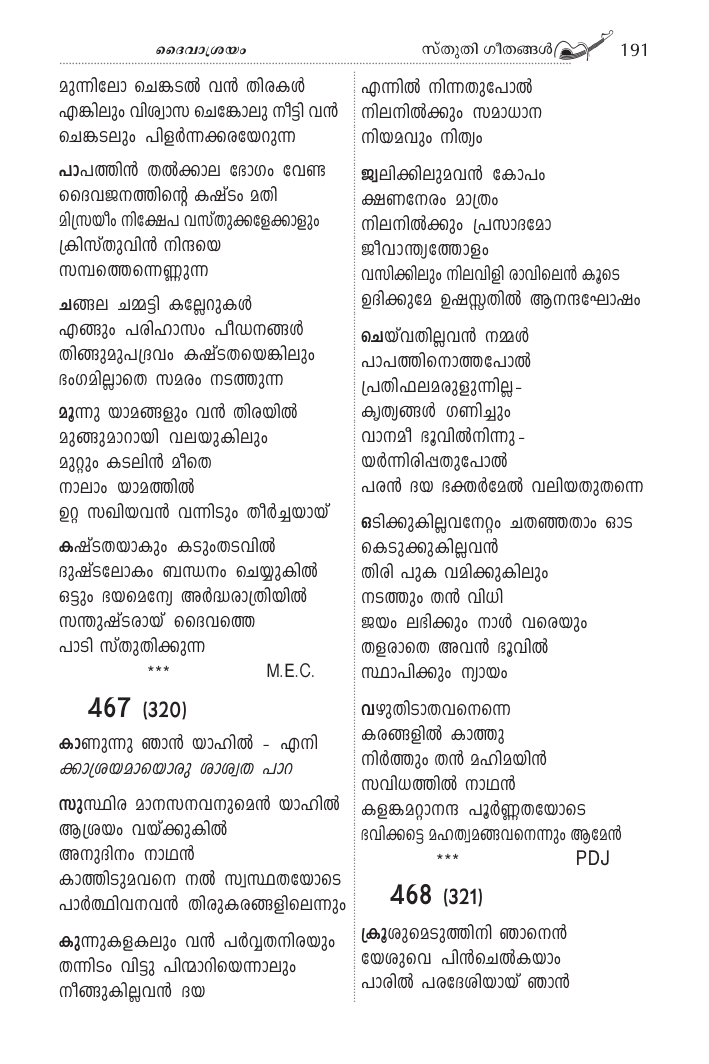 ദൈവാശ്രയം
സ്തുതി ഗീതങ്ങൾ 191
മുന്നിലോ ചെങ്കടൽ വൻ തിരകൾ
എങ്കിലും വിശ്വാസ ചെങ്കോലു നീട്ടി വൻ
ചെങ്കടലും പിളർന്നക്കരയേറുന്ന
പാപത്തിൻ തൽക്കാല ഭോഗം വേണ്ട
ദൈവജനത്തിന്റെ കഷ്ടം മതി
മിസ്രയീം നിക്ഷേപ വസ്തുക്കളേക്കാളും
ക്രിസ്തുവിൻ നിന്ദയെ
സമ്പത്തെന്നെണ്ണുന്ന
ചങ്ങല ചമ്മട്ടി കല്ലേറുകൾ
എങ്ങും പരിഹാസം പീഡനങ്ങൾ
തിങ്ങുമുപദ്രവം കഷ്ടതയെങ്കിലും
ഭംഗമില്ലാതെ സമരം നടത്തുന്ന
മൂന്നു യാമങ്ങളും വൻ തിരയിൽ
മുങ്ങുമാറായി വലയുകിലും
മുറ്റും കടലിൻ മീതെ
നാലാം യാമത്തിൽ
ഉറ്റ സഖിയവൻ വന്നിടും തീർച്ചയായ്
കഷ്ടതയാകും കടുംതടവിൽ
ദുഷ്ടലോകം ബന്ധനം ചെയ്യുകിൽ
ഒട്ടും ഭയമെന്യേ അർദ്ധരാത്രിയിൽ
സന്തുഷ്ടരായ് ദൈവത്തെ
പാടി സ്തുതിക്കുന്ന
*** M.E.C.
467 (320)
കാണുന്നു ഞാൻ യാഹിൽ - എനി
ക്കാശ്രയമായൊരു ശാശ്വത പാറ
സുസ്ഥിര മാനസനവനുമെൻ യാഹിൽ
ആശ്രയം വയ്ക്കുകിൽ
അനുദിനം നാഥൻ
കാത്തിടുമവനെ നൽ സ്വസ്ഥതയോടെ
പാർത്ഥിവനവൻ തിരുകരങ്ങളിലെന്നും
കുന്നുകളകലും വൻ പർവ്വതനിരയും
തന്നിടം വിട്ടു പിന്മാറിയെന്നാലും
നീങ്ങുകില്ലവൻ ദയ
എന്നിൽ നിന്നതുപോൽ
നിലനിൽക്കും സമാധാന
നിയമവും നിത്യം
ജ്വലിക്കിലുമവൻ കോപം
ക്ഷണനേരം മാത്രം
നിലനിൽക്കും പ്രസാദമോ
ജീവാന്ത്യത്തോളം
വസിക്കിലും നിലവിളി രാവിലെൻ കൂടെ
ഉദിക്കുമേ ഉഷസ്സതിൽ ആനന്ദഘോഷം
ചെയ്‌വതില്ലവൻ നമ്മൾ
പാപത്തിനൊത്തപോൽ
പ്രതിഫലമരുളുന്നില്ല-
കൃത്യങ്ങൾ ഗണിച്ചും
വാനമീ ഭൂവിൽനിന്നു-
യർന്നിരിപ്പതുപോൽ
പരൻ ദയ ഭക്തർമേൽ വലിയതുതന്നെ
ഒടിക്കുകില്ലവനേറ്റം ചതഞ്ഞതാം ഓട
കെടുക്കുകില്ലവൻ
തിരി പുക വമിക്കുകിലും
നടത്തും തൻ വിധി
ജയം ലഭിക്കും നാൾ വരെയും
തളരാതെ അവൻ ഭൂവിൽ
സ്ഥാപിക്കും ന്യായം
വഴുതിടാതവനെന്നെ
കരങ്ങളിൽ കാത്തു
നിർത്തും തൻ മഹിമയിൻ
സവിധത്തിൽ നാഥൻ
കളങ്കമറ്റാനന്ദ പൂർണ്ണതയോടെ
ഭവിക്കട്ടെ മഹത്വമങ്ങവനെന്നും ആമേൻ
*** PDJ
468 (321)
ക്രൂശുമെടുത്തിനി ഞാനെൻ
യേശുവെ പിൻചെൽകയാം
പാരിൽ പരദേശിയായ് ഞാൻ